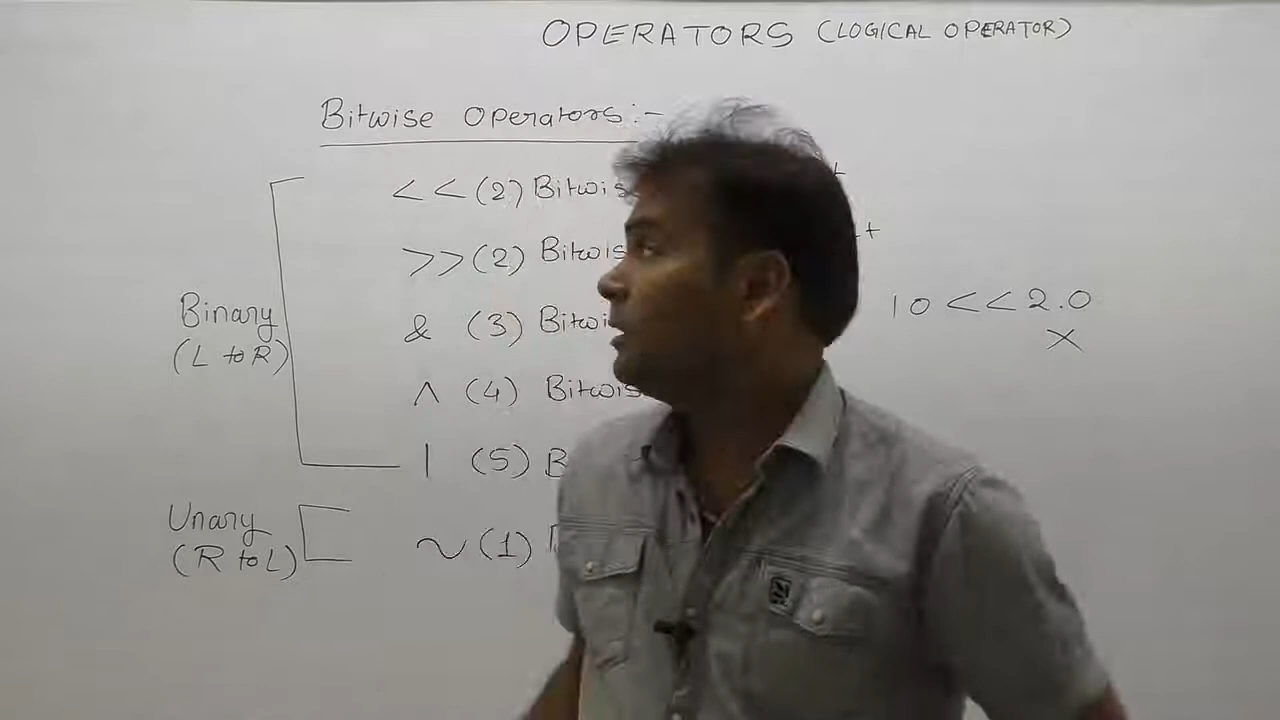 OPERATORS (LOGICAL OPERATOR)
Bitwise Operators:-
<< (2) Bitwis
>> (2) Bitwis
& (3) Bitwi
^ (4) Bitwis
| (5) B
~ (1)
Binary
(L to R)
Unary
(R to L)
10 << 2.0
X